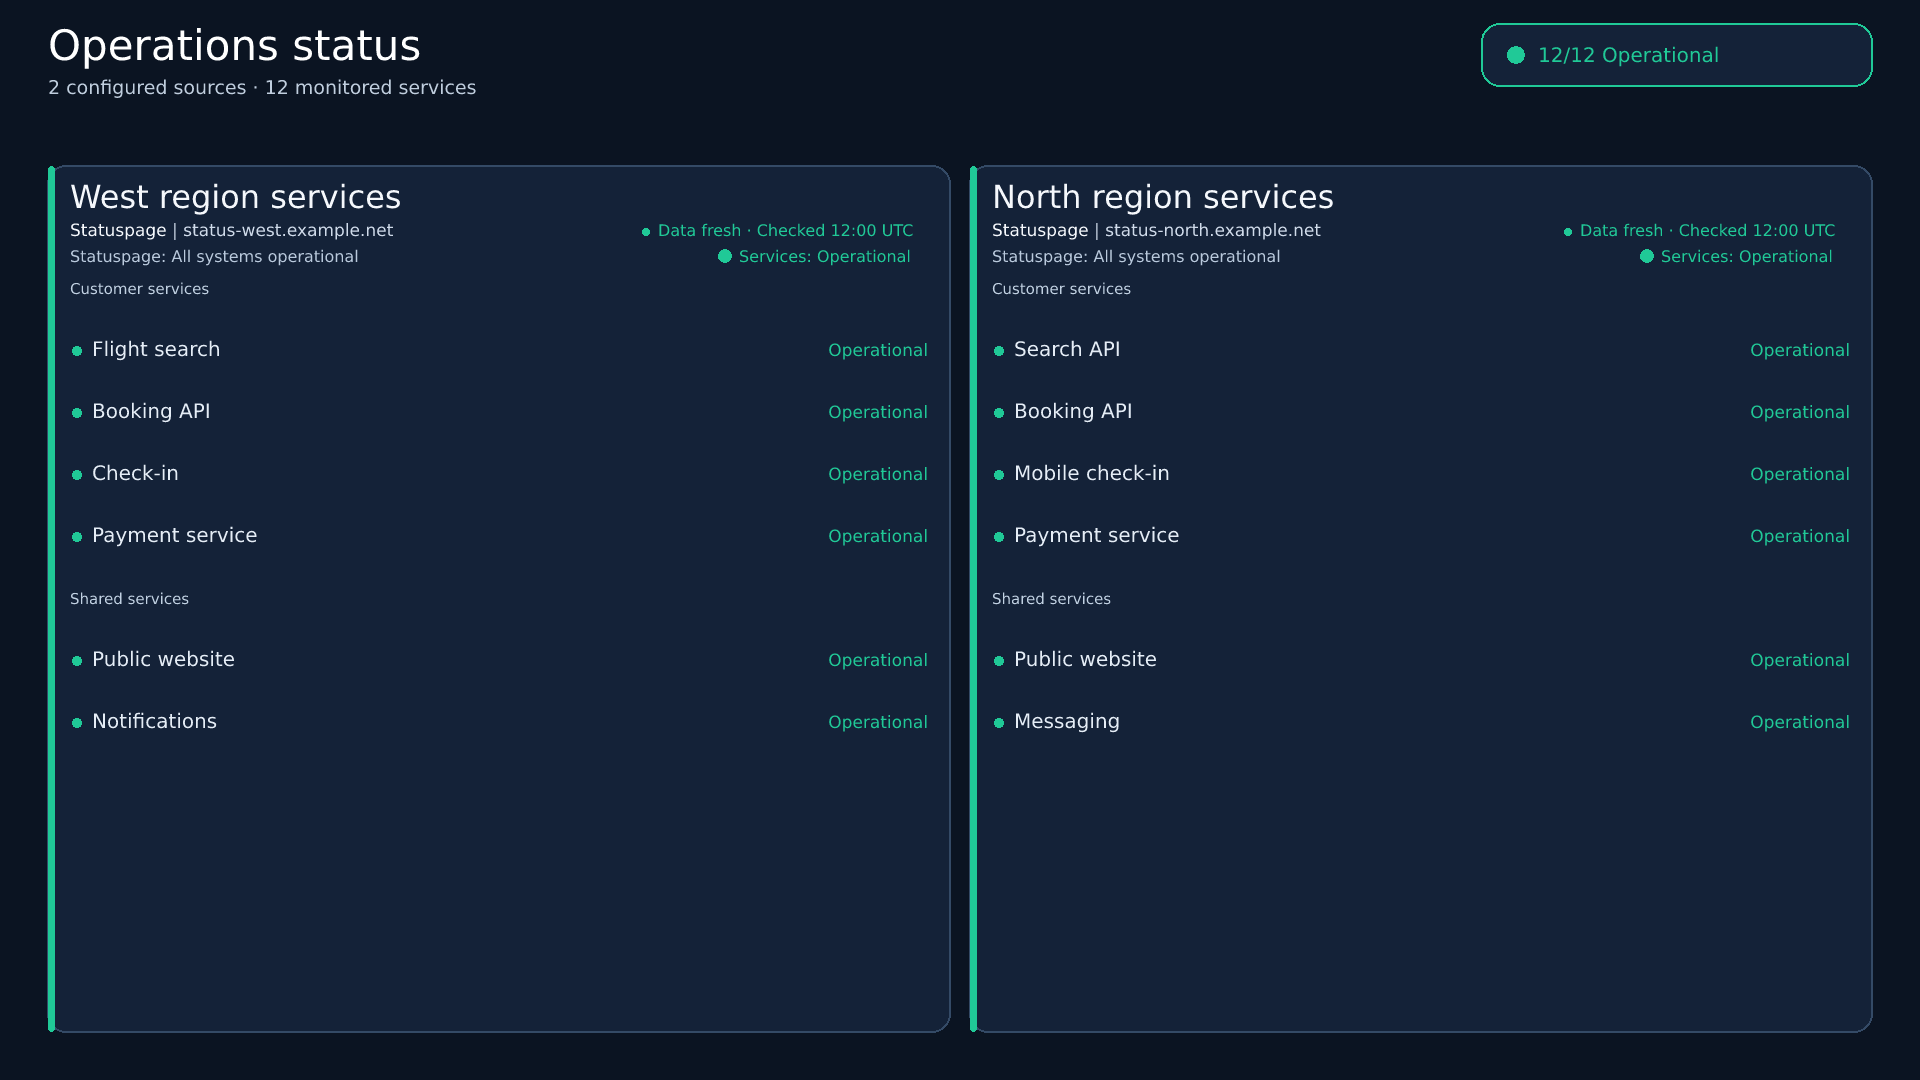 Operations status
2 configured sources · 12 monitored services
12/12 Operational
West region services
Statuspage | status-west.example.net
Data fresh · Checked 12:00 UTC
Statuspage: All systems operational
Services: Operational
Customer services
Flight search Operational
Booking API Operational
Check-in Operational
Payment service Operational
Shared services
Public website Operational
Notifications Operational
North region services
Statuspage | status-north.example.net
Data fresh · Checked 12:00 UTC
Statuspage: All systems operational
Services: Operational
Customer services
Search API Operational
Booking API Operational
Mobile check-in Operational
Payment service Operational
Shared services
Public website Operational
Messaging Operational